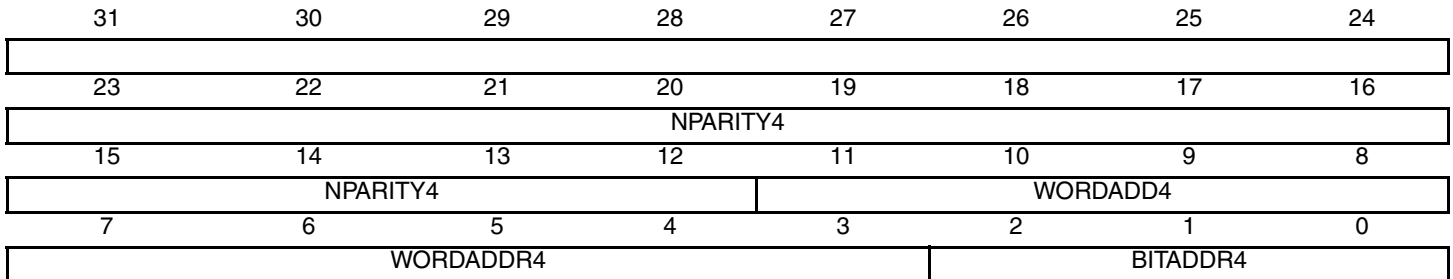 31 30 29 28 27 26 25 24
23 22 21 20 19 18 17 16
NPARITY4
15 14 13 12 11 10 9 8
NPARITY4 WORDADD4
7 6 5 4 3 2 1 0
WORDADDR4 BITADDR4